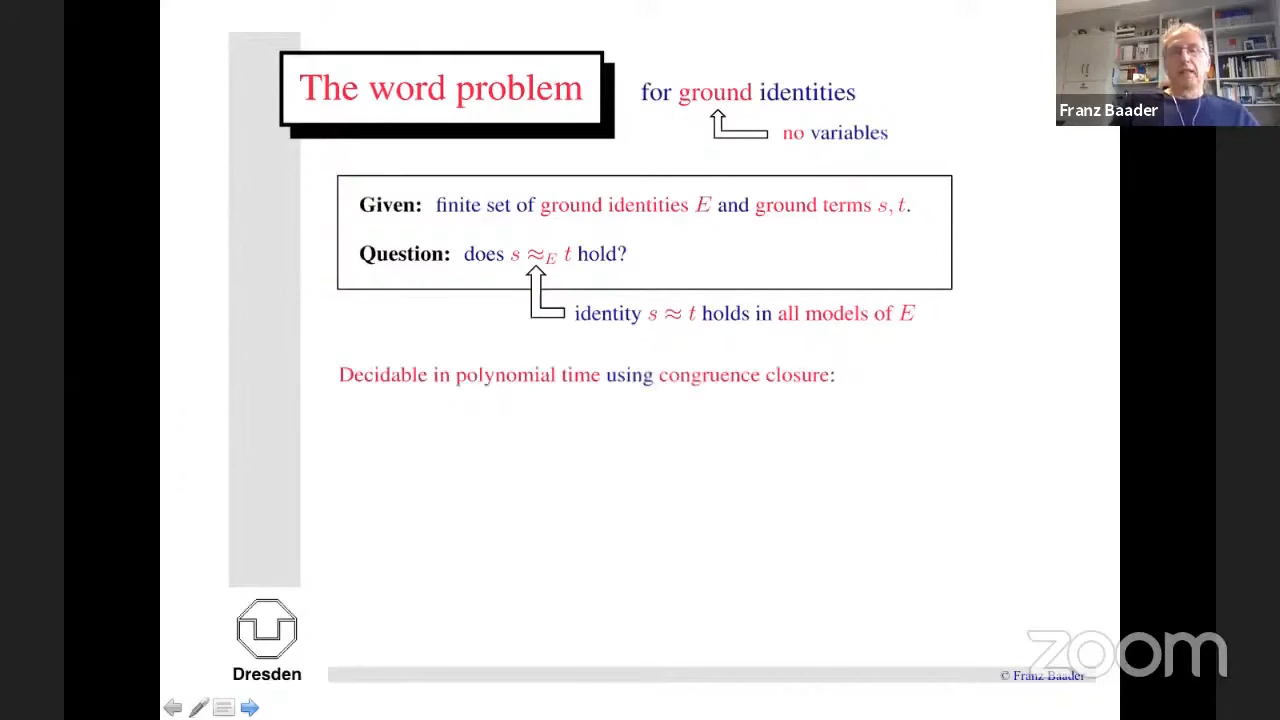 The word problem for ground identities
no variables
Franz Baader
Given: finite set of ground identities E and ground terms s, t.
Question: does s ≈E t hold?
identity s ≈ t holds in all models of E
Decidable in polynomial time using congruence closure:
Dresden
zoom
© Franz Baader